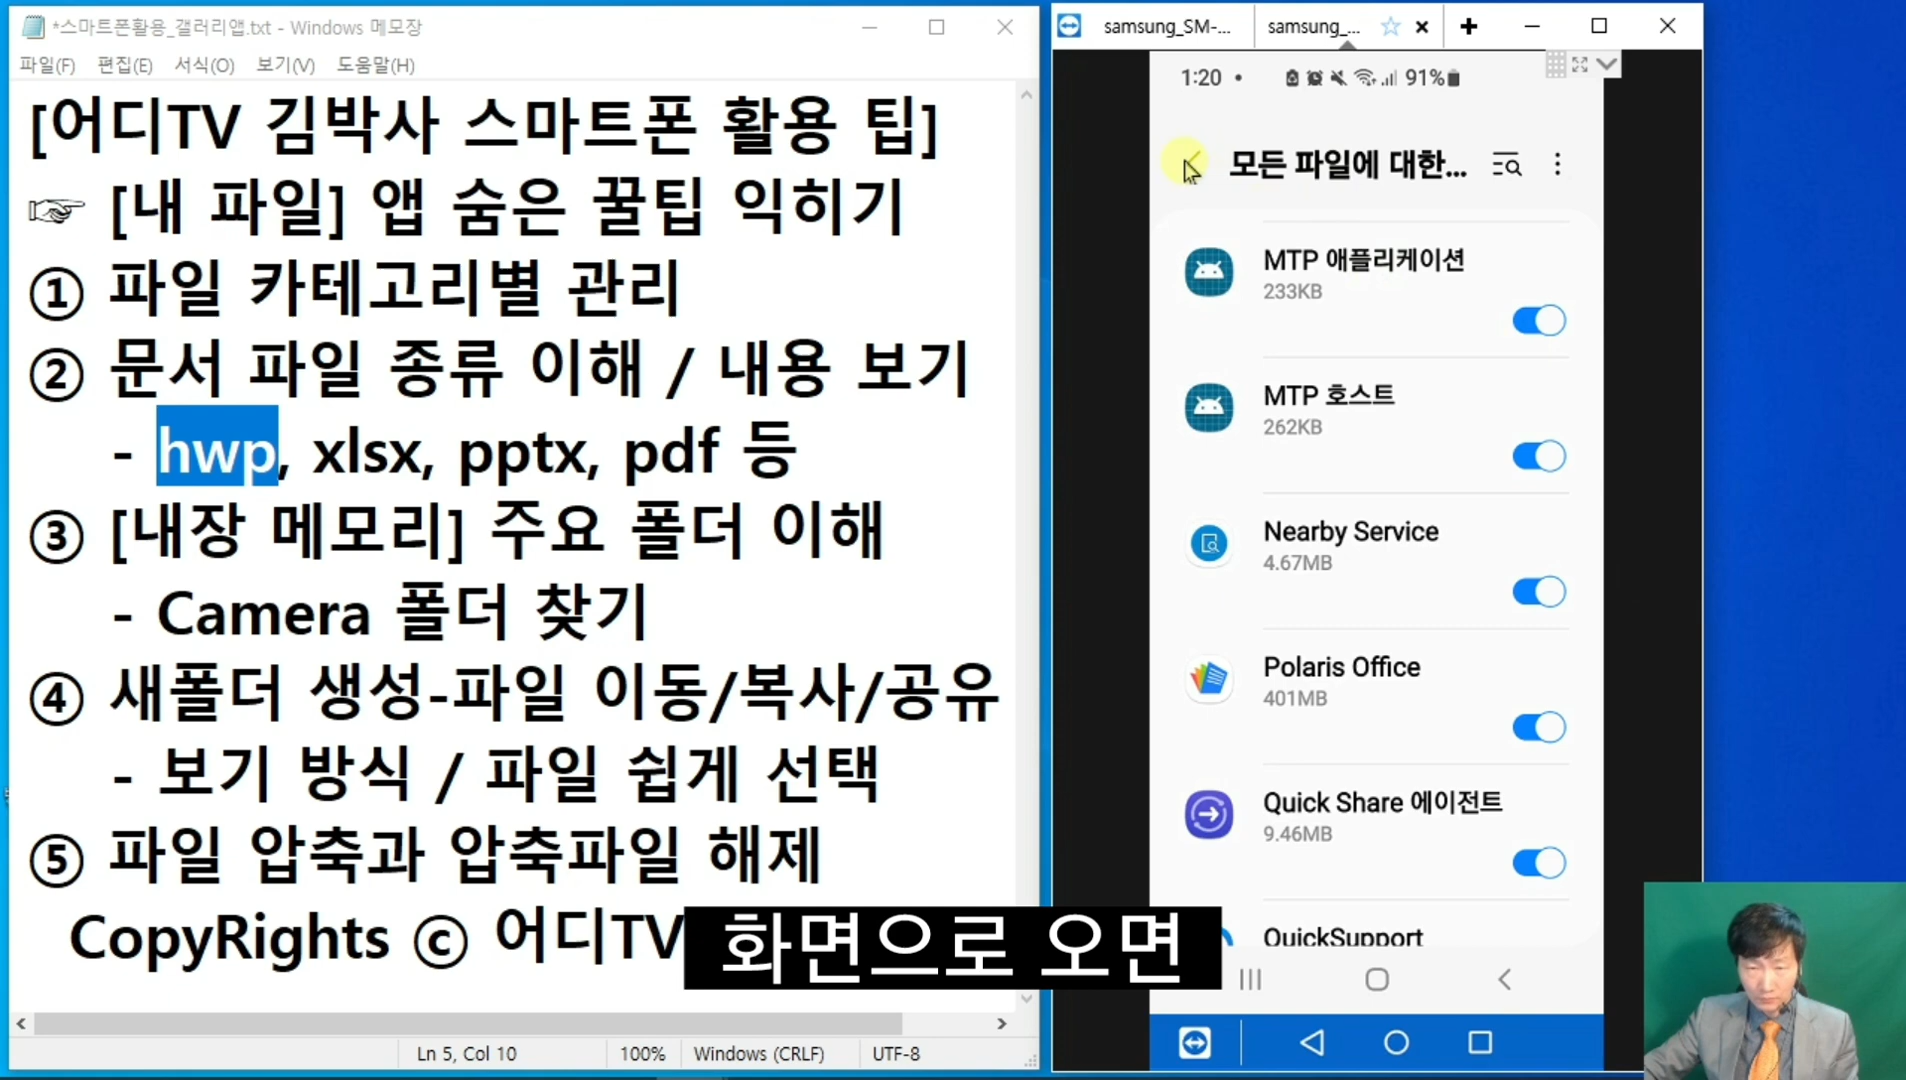 *스마트폰활용_갤러리앱.txt - Windows 메모장
파일(F) 편집(E) 서식(O) 보기(V) 도움말(H)
[어디TV 김박사 스마트폰 활용 팁]
☞ [내 파일] 앱 숨은 꿀팁 익히기
① 파일 카테고리별 관리
② 문서 파일 종류 이해 / 내용 보기
- hwp, xlsx, pptx, pdf 등
③ [내장 메모리] 주요 폴더 이해
- Camera 폴더 찾기
④ 새폴더 생성-파일 이동/복사/공유
- 보기 방식 / 파일 쉽게 선택
⑤ 파일 압축과 압축파일 해제
CopyRights ⓒ 어디TV
Ln 5, Col 10 100% Windows (CRLF) UTF-8
samsung_SM-... samsung_...
1:20 91%
모든 파일에 대한...
MTP 애플리케이션
233KB
MTP 호스트
262KB
Nearby Service
4.67MB
Polaris Office
401MB
Quick Share 에이전트
9.46MB
QuickSupport
화면으로 오면